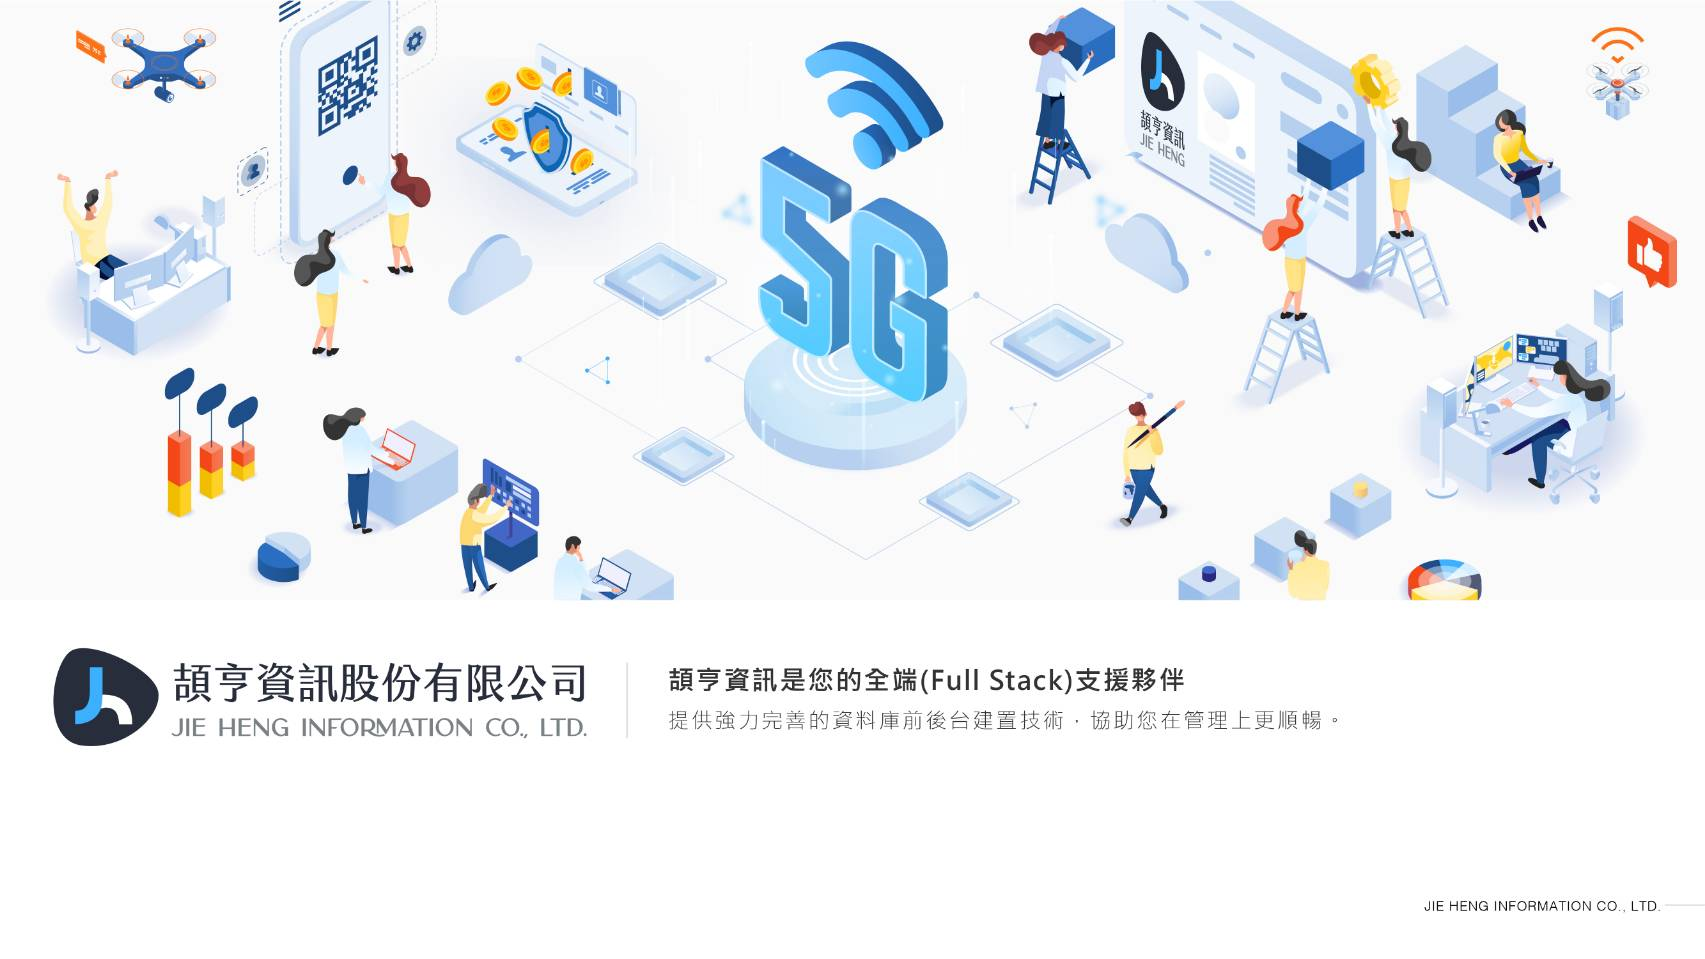 5G
頡亨資訊
JIE HENG
頡亨資訊股份有限公司
JIE HENG INFORMATION CO., LTD.
頡亨資訊是您的全端(Full Stack)支援夥伴
提供強力完善的資料庫前後台建置技術，協助您在管理上更順暢。
JIE HENG INFORMATION CO., LTD.